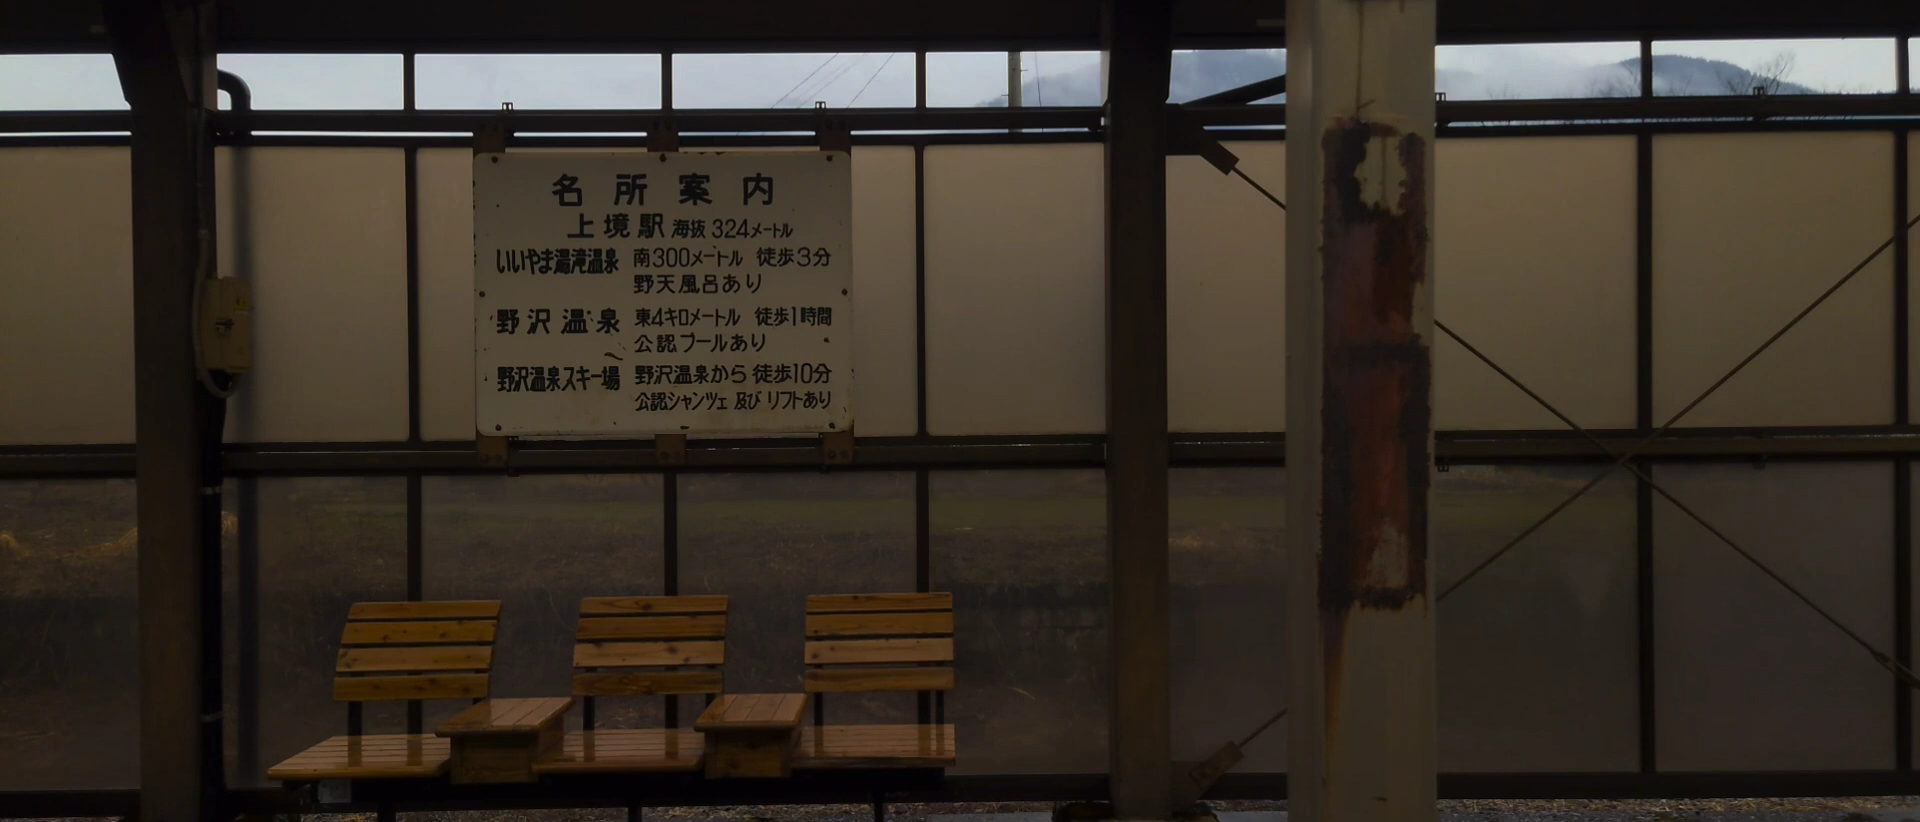 名所案内
上境駅 海抜 324メートル
いいやま湯滝温泉 南300メートル 徒歩3分
野天風呂あり
野沢温泉 東4キロメートル 徒歩1時間
公認プールあり
野沢温泉スキー場 野沢温泉から 徒歩10分
公認シャンツェ 及び リフトあり